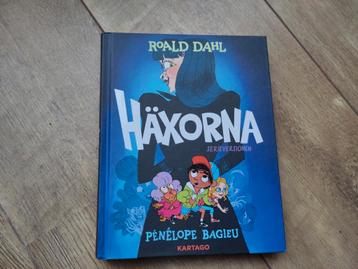 ROALD DAHL
HÄXORNA
SERIEVERSIONEN
PÉNÉLOPE BAGIEU
KARTAGO